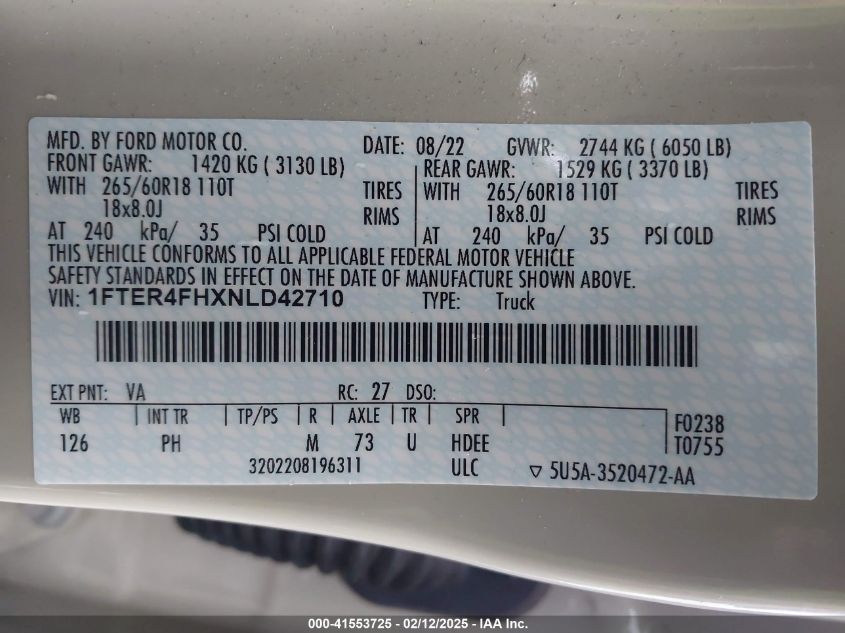 MFD. BY FORD MOTOR CO. DATE: 08/22 GVWR: 2744 KG ( 6050 LB)
FRONT GAWR: 1420 KG ( 3130 LB) REAR GAWR: 1529 KG ( 3370 LB)
WITH 265/60R18 110T TIRES WITH 265/60R18 110T TIRES
18x8.0J RIMS 18x8.0J RIMS
AT 240 kPa/ 35 PSI COLD AT 240 kPa/ 35 PSI COLD
THIS VEHICLE CONFORMS TO ALL APPLICABLE FEDERAL MOTOR VEHICLE
SAFETY STANDARDS IN EFFECT ON THE DATE OF MANUFACTURE SHOWN ABOVE.
VIN: 1FTER4FHXNLD42710 TYPE: Truck
EXT PNT: VA RC: 27 DSO:
WB INT TR TP/PS R AXLE TR SPR F0238
126 PH M 73 U HDEE T0755
3202208196311 ULC ▽ 5U5A-3520472-AA
000-41553725 - 02/12/2025 - IAA Inc.